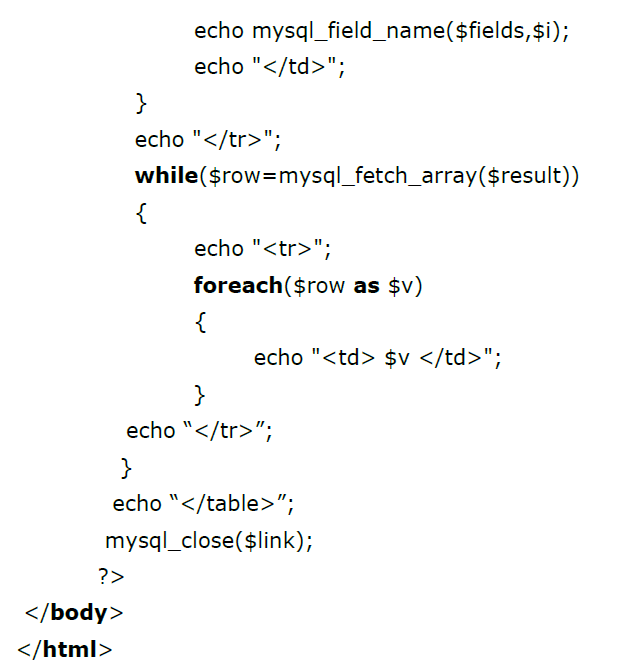 echo mysql_field_name($fields,$i);
echo "</td>";
}
echo "</tr>";
while($row=mysql_fetch_array($result))
{
echo "<tr>";
foreach($row as $v)
{
echo "<td> $v </td>";
}
echo “</tr>”;
}
echo “</table>”;
mysql_close($link);
?>
</body>
</html>